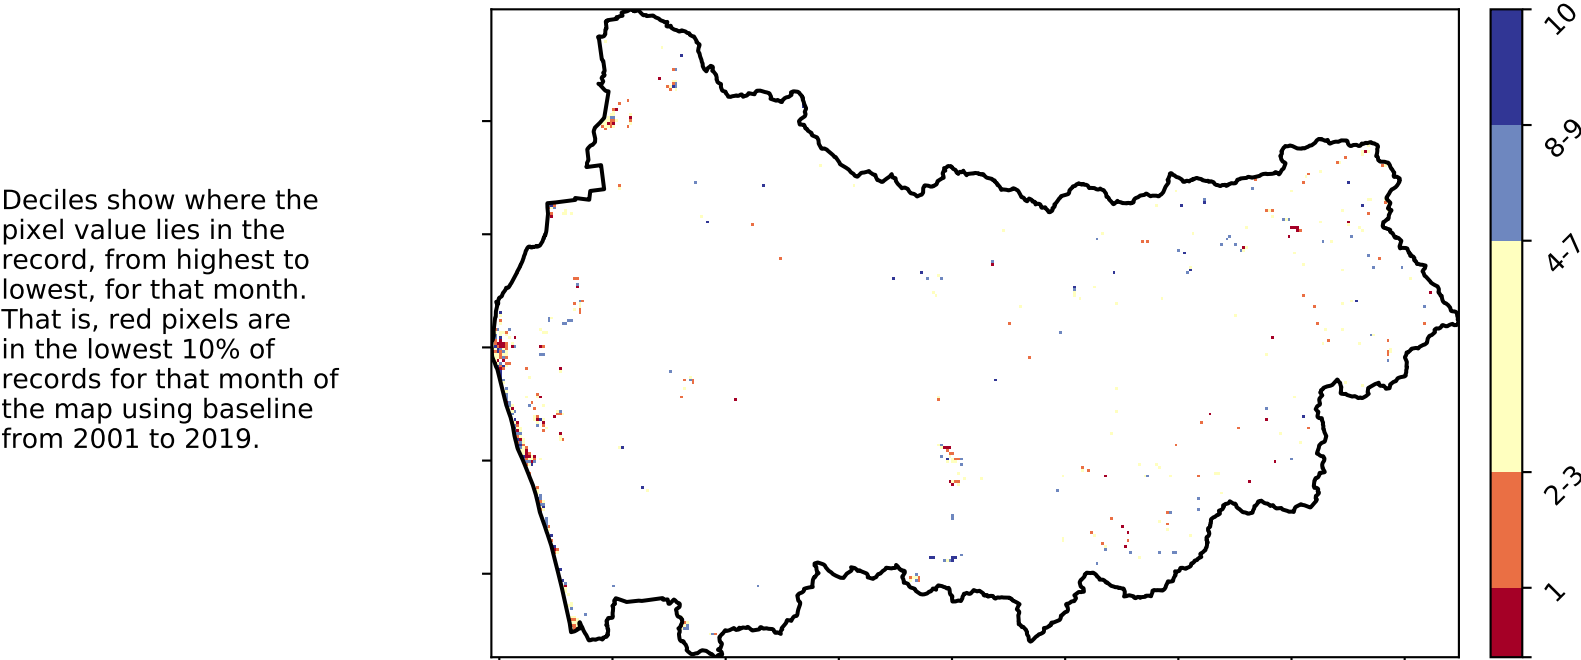 Deciles show where the
pixel value lies in the
record, from highest to
lowest, for that month.
That is, red pixels are
in the lowest 10% of
records for that month of
the map using baseline
from 2001 to 2019.
10
8-9
4-7
2-3
1